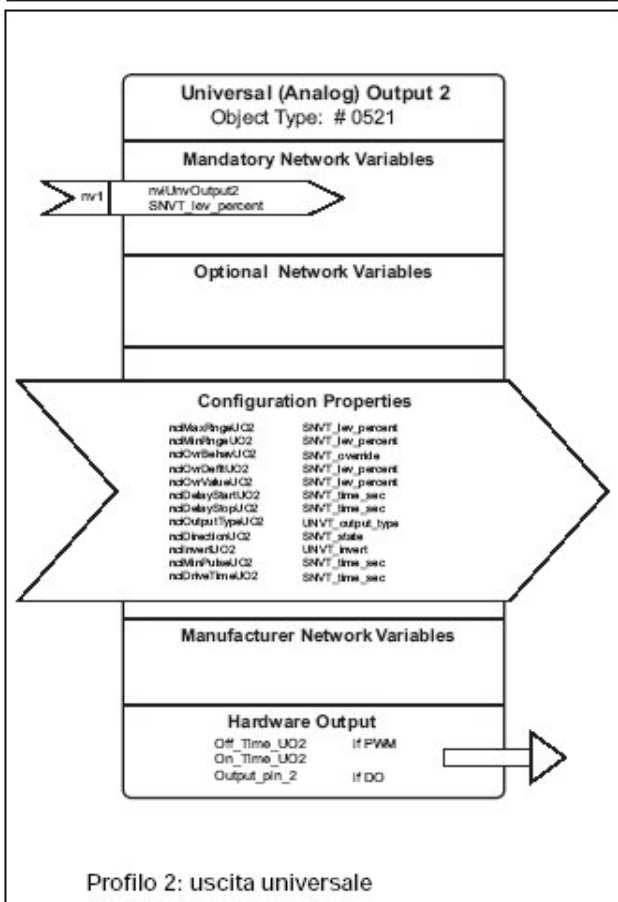 Universal (Analog) Output 2
Object Type: # 0521
Mandatory Network Variables
nv1 nviUnvOutput2
SNVT_lev_percent
Optional Network Variables
Configuration Properties
nciMaxRngeUO2 SNVT_lev_percent
nciMinRngeUO2 SNVT_lev_percent
nciOvrBehavUO2 SNVT_override
nciOvrDefltUO2 SNVT_lev_percent
nciOvrValueUO2 SNVT_lev_percent
nciDelayStartUO2 SNVT_time_sec
nciDelayStopUO2 SNVT_time_sec
nciOutputTypeUO2 UNVT_output_type
nciDirectionUO2 SNVT_state
nciInvertUO2 UNVT_invert
nciMinPulseUO2 SNVT_time_sec
nciDriveTimeUO2 SNVT_time_sec
Manufacturer Network Variables
Hardware Output
Off_Time_UO2 If PWM
On_Time_UO2
Output_pin_2 If DO
Profilo 2: uscita universale